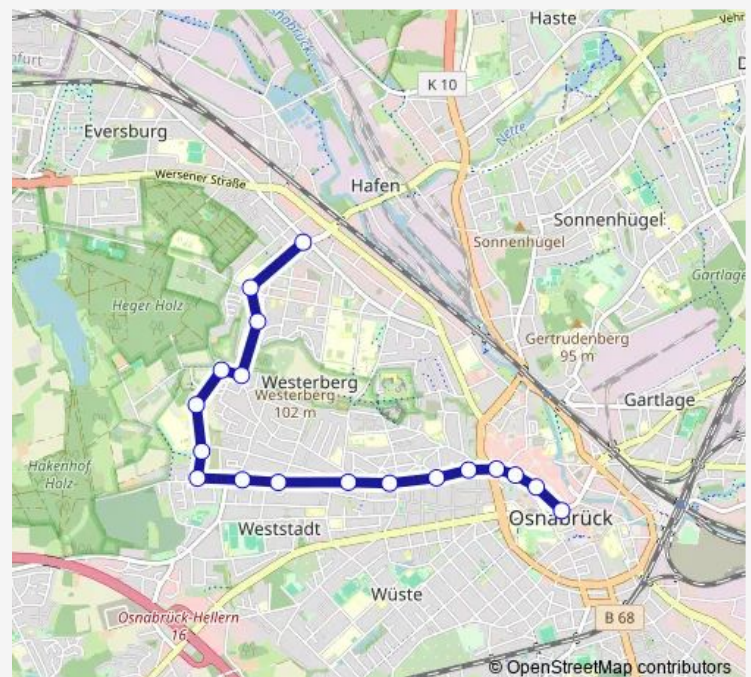 Haste
K 10
Eversburg
Nette
Wersener Straße
Hafen
Sonnenhügel
Sonnenhügel
Heger Holz
Gertrudenberg
95 m
Westerberg
Westerberg
102 m
Gartlage
Hakenhof
Holz
Weststadt
Osnabrück
Wüste
Osnabrück-Hellern
16
B 68
© OpenStreetMap contributors